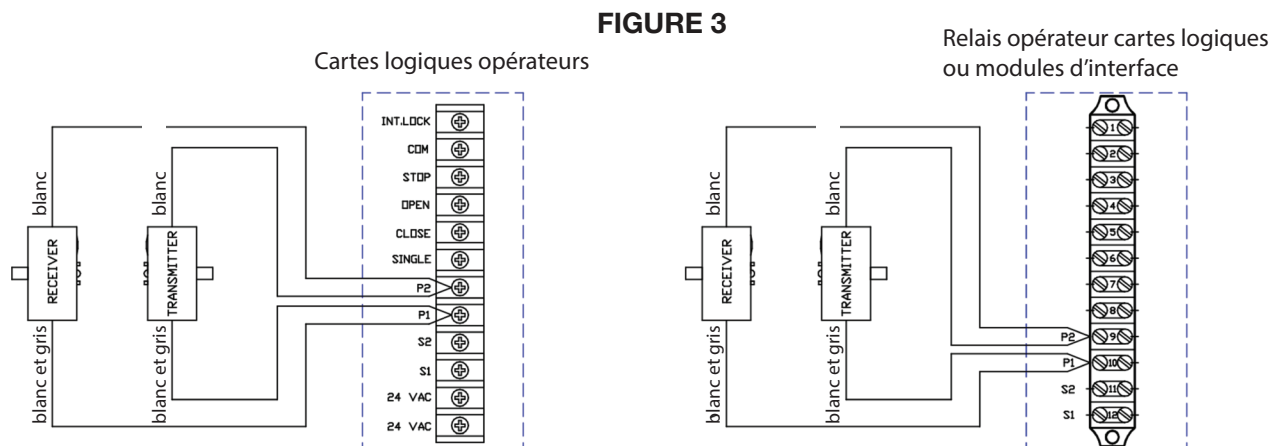 FIGURE 3
Cartes logiques opérateurs
INT.LOCK
COM
STOP
OPEN
CLOSE
SINGLE
P2
P1
S2
S1
24 VAC
24 VAC
blanc
blanc
RECEIVER
TRANSMITTER
blanc et gris
blanc et gris
Relais opérateur cartes logiques
ou modules d'interface
1
2
3
4
5
6
7
8
P2 9
P1 10
S2 11
S1 12
blanc
blanc
RECEIVER
TRANSMITTER
blanc et gris
blanc et gris